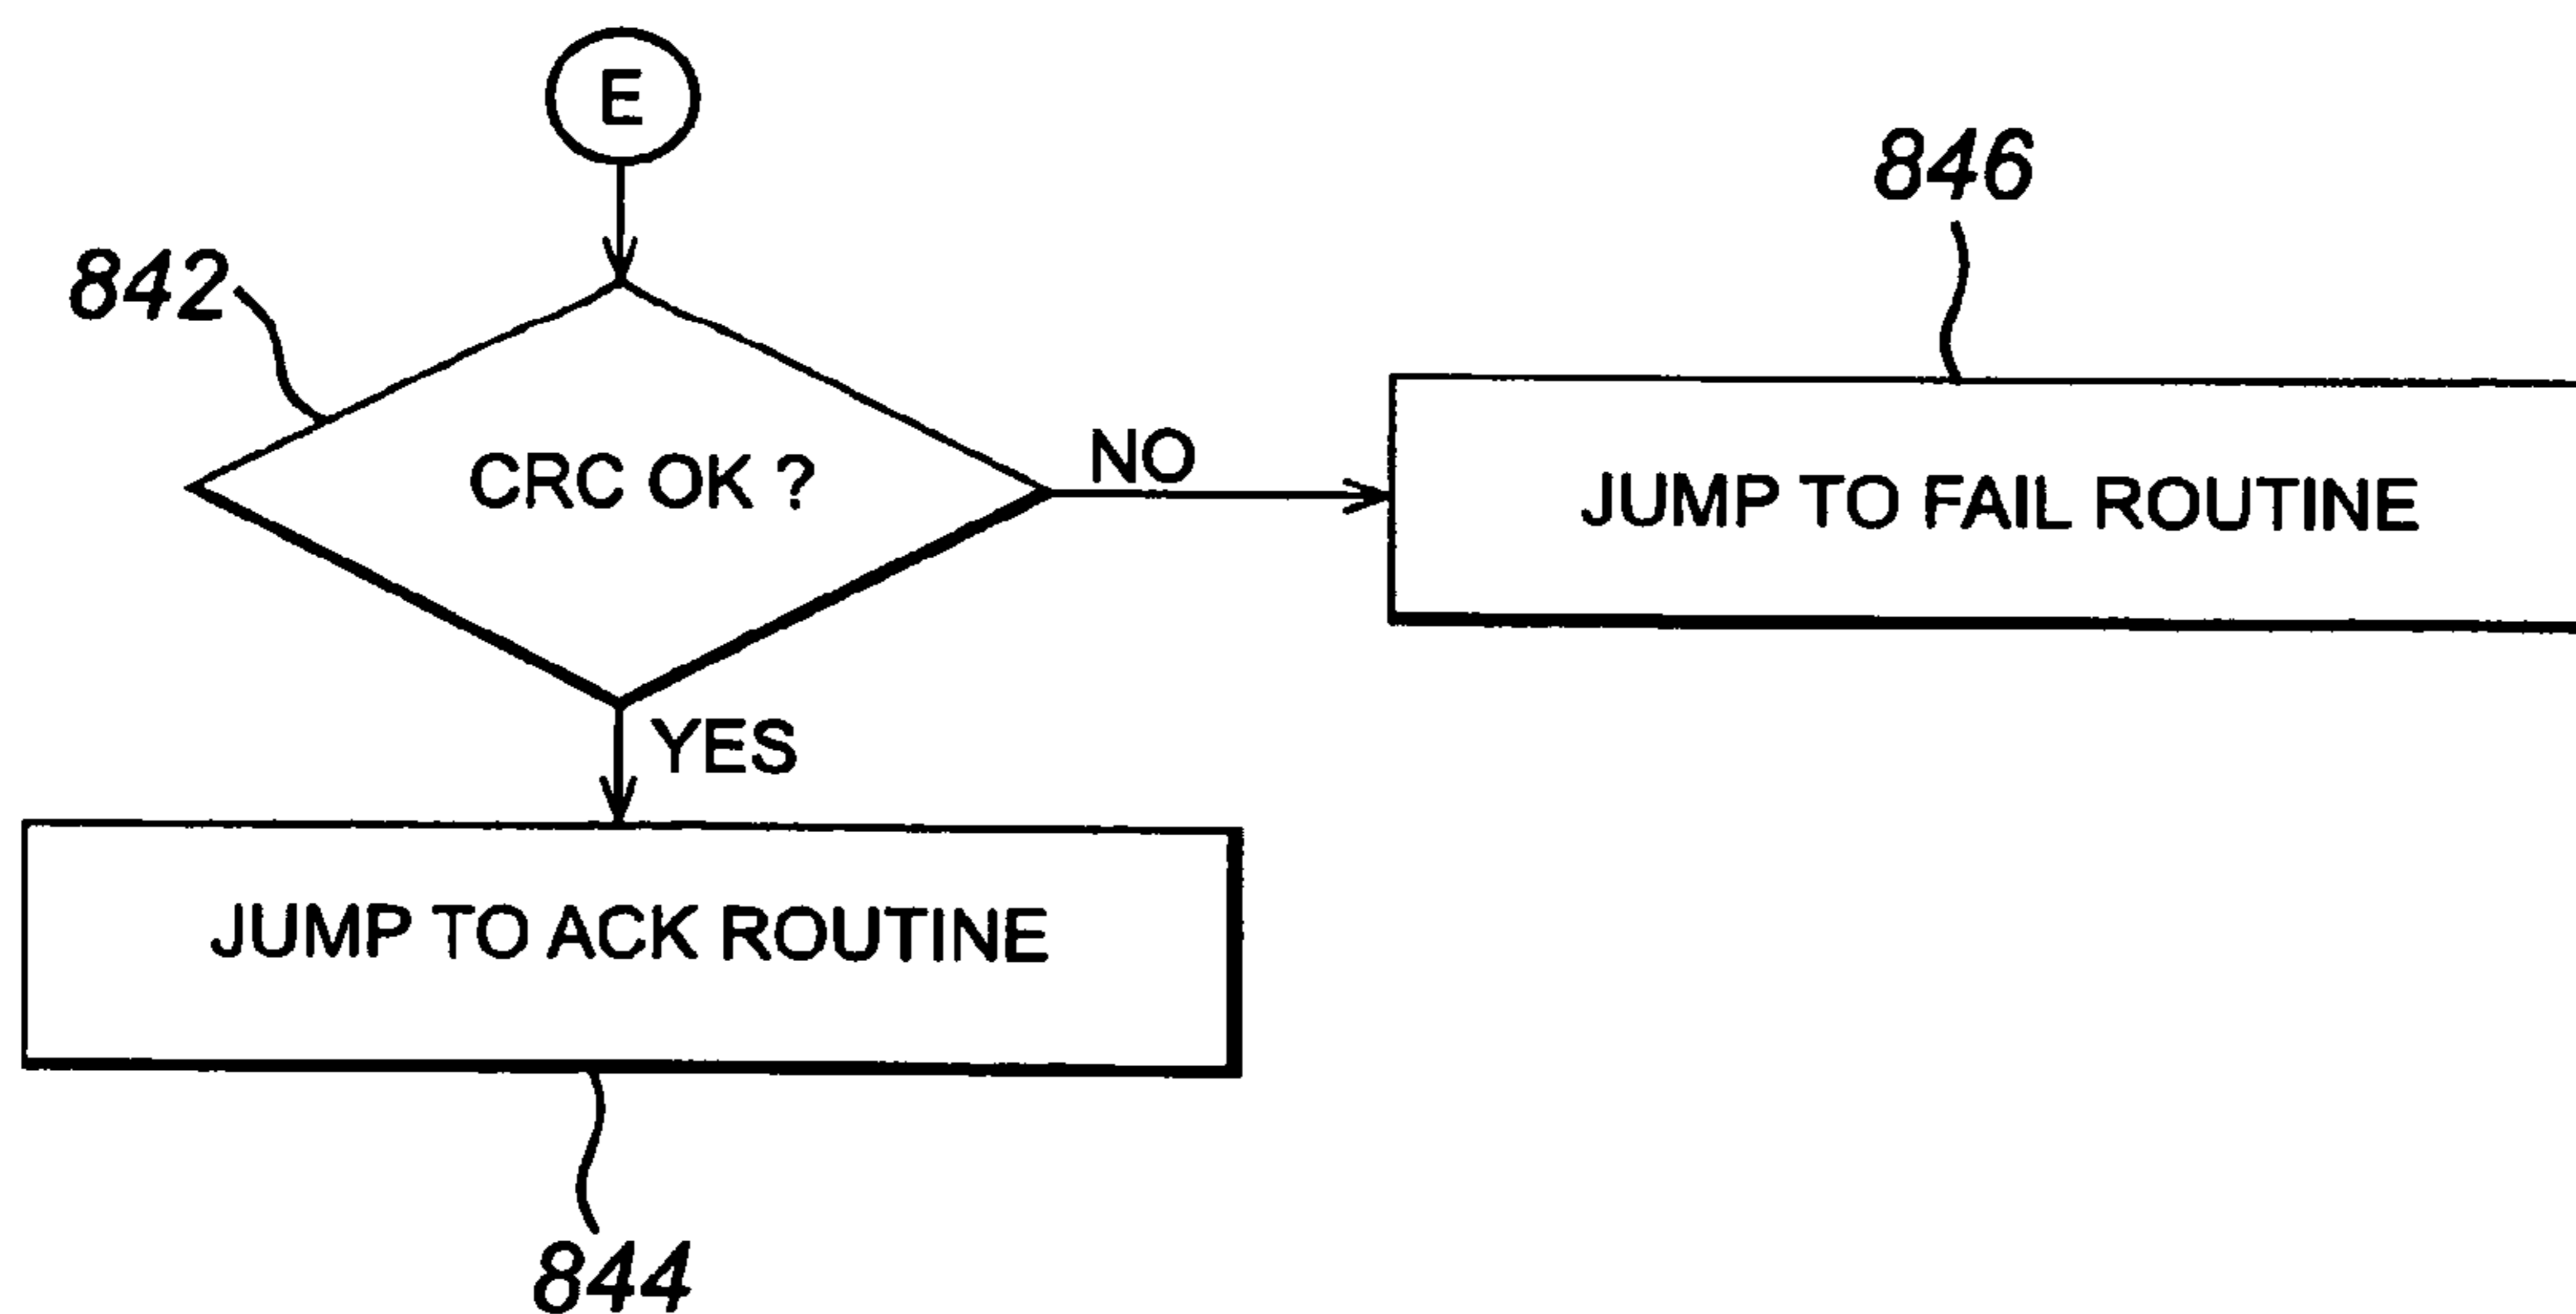 E
846
842
CRC OK ?
NO
JUMP TO FAIL ROUTINE
YES
JUMP TO ACK ROUTINE
844